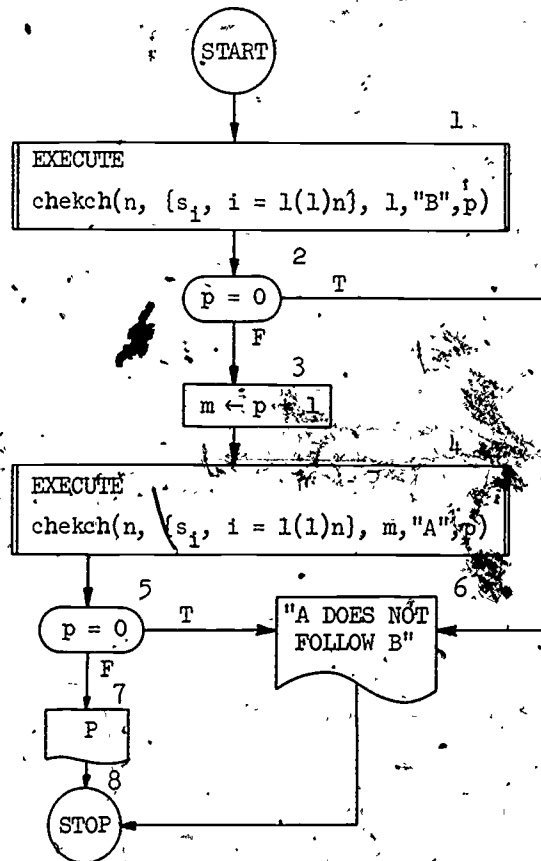 START
1
EXECUTE
chekch(n, {s_i, i = 1(1)n}, 1,"B",p)
2
p = 0
T
F
3
m ← p + 1
4
EXECUTE
chekch(n, {s_i, i = 1(1)n}, m,"A",p)
5
p = 0
T
6
"A DOES NOT
FOLLOW B"
F
7
P
8
STOP